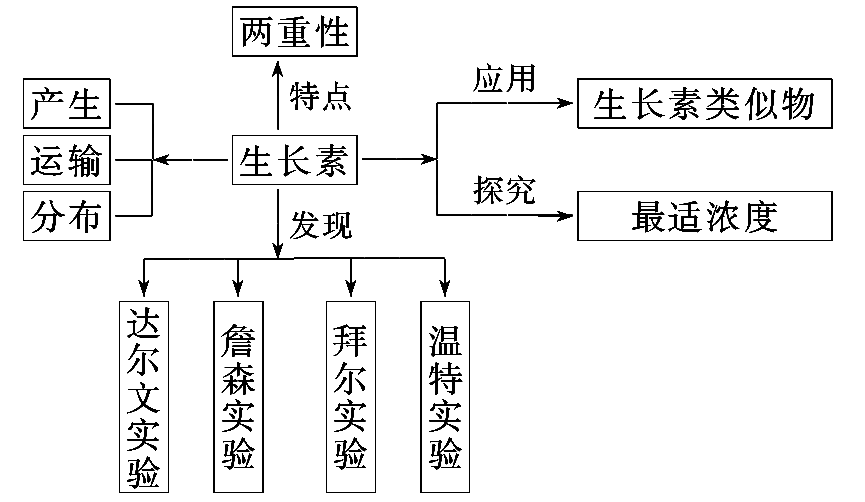 两重性
特点
应用
产生
生长素类似物
运输
生长素
探究
分布
发现
最适浓度
达尔文实验
詹森实验
拜尔实验
温特实验